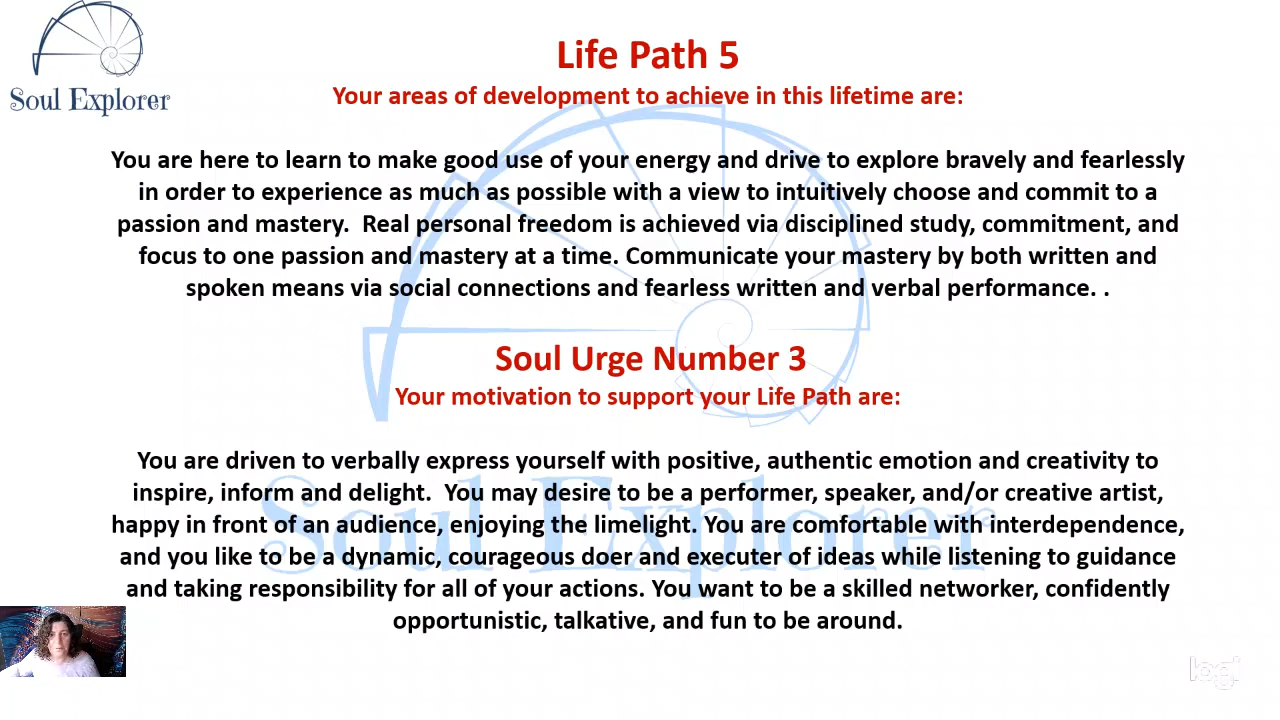 Soul Explorer
Life Path 5
Your areas of development to achieve in this lifetime are:
You are here to learn to make good use of your energy and drive to explore bravely and fearlessly
in order to experience as much as possible with a view to intuitively choose and commit to a
passion and mastery.  Real personal freedom is achieved via disciplined study, commitment, and
focus to one passion and mastery at a time. Communicate your mastery by both written and
spoken means via social connections and fearless written and verbal performance. .
Soul Urge Number 3
Your motivation to support your Life Path are:
You are driven to verbally express yourself with positive, authentic emotion and creativity to
inspire, inform and delight.  You may desire to be a performer, speaker, and/or creative artist,
happy in front of an audience, enjoying the limelight. You are comfortable with interdependence,
and you like to be a dynamic, courageous doer and executer of ideas while listening to guidance
and taking responsibility for all of your actions. You want to be a skilled networker, confidently
opportunistic, talkative, and fun to be around.
Soul Explorer
logi